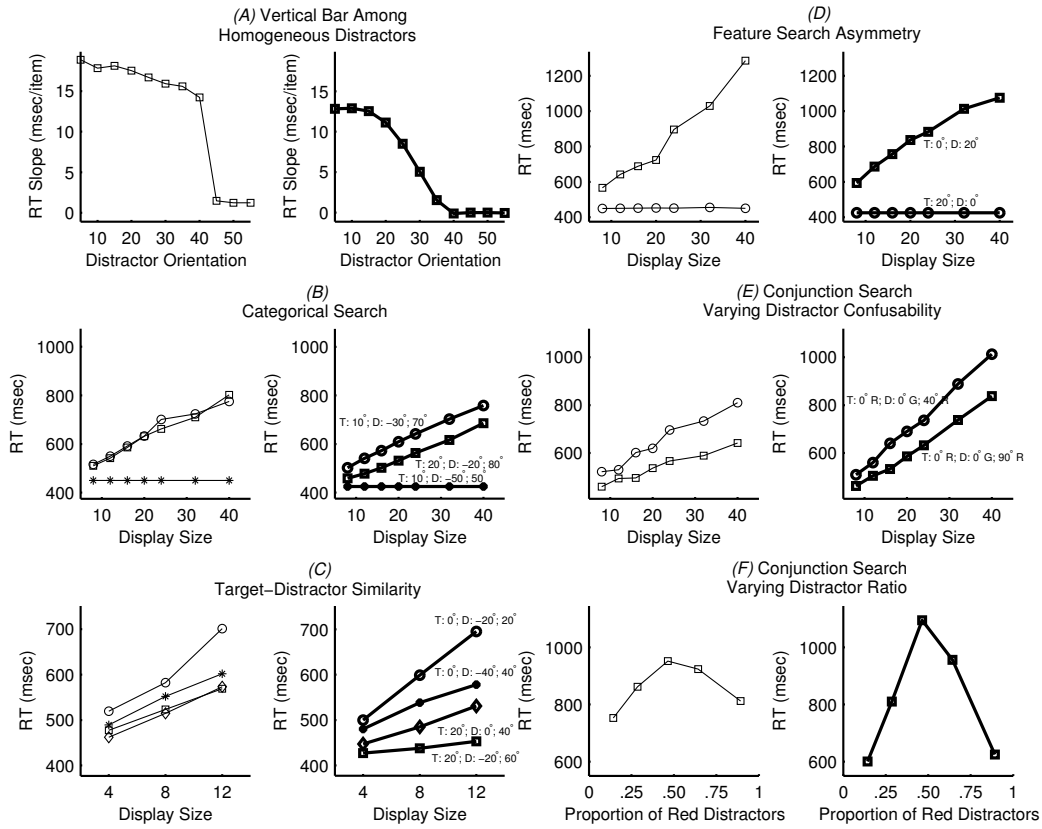 (A) Vertical Bar Among
Homogeneous Distractors
RT Slope (msec/item)
15
10
5
0
10 20 30 40 50
Distractor Orientation
RT Slope (msec/item)
15
10
5
0
10 20 30 40 50
Distractor Orientation
(D)
Feature Search Asymmetry
RT (msec)
1200
1000
800
600
400
10 20 30 40
Display Size
RT (msec)
1200
1000
800
600
400
T: 0°; D: 20°
T: 20°; D:0°
10 20 30 40
Display Size
(B)
Categorical Search
RT (msec)
1000
800
600
400
10 20 30 40
Display Size
RT (msec)
1000
800
600
400
T: 10°; D: −30°; 70°
T: 20°; D: −20°; 80°
T: 10°; D: −50°; 50°
10 20 30 40
Display Size
(E) Conjunction Search
Varying Distractor Confusability
RT (msec)
1000
800
600
10 20 30 40
Display Size
RT (msec)
1000
800
600
T: 0° R; D: 0° G; 40° R
T: 0° R; D: 0° G; 90° R
10 20 30 40
Display Size
(C)
Target−Distractor Similarity
RT (msec)
700
600
500
400
4 8 12
Display Size
RT (msec)
700
600
500
400
T: 0°; D: −20°; 20°
T: 0°; D: −40°; 40°
T: 20°; D: 0°; 40°
T: 20°; D: −20°; 60°
4 8 12
Display Size
(F) Conjunction Search
Varying Distractor Ratio
RT (msec)
1000
800
600
0 .25 .50 .75 1
Proportion of Red Distractors
RT (msec)
1000
800
600
0 .25 .50 .75 1
Proportion of Red Distractors